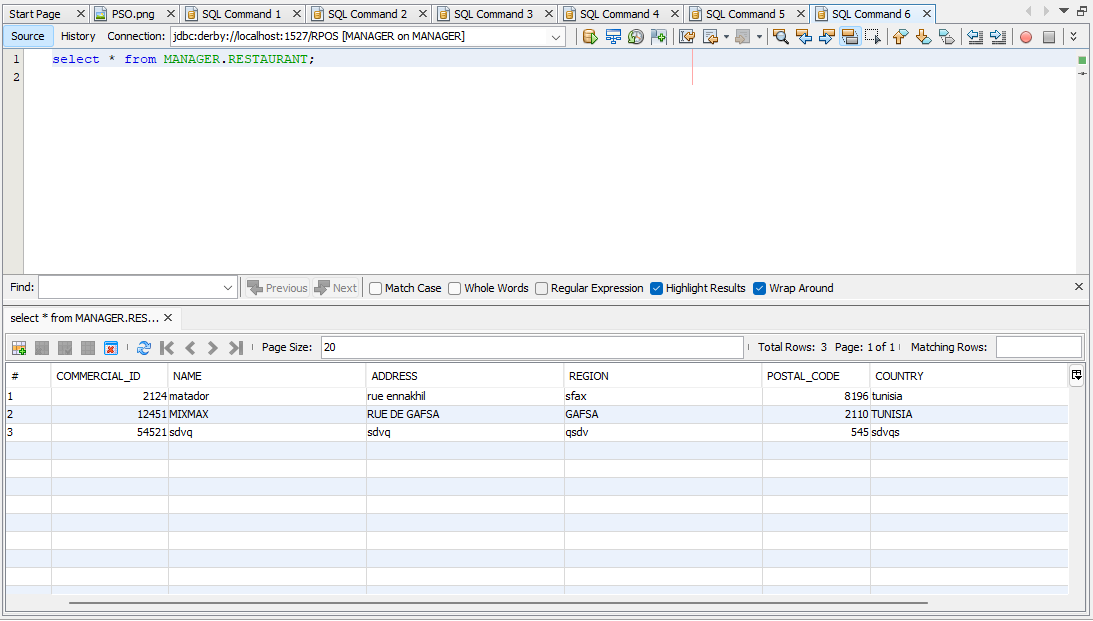 Start Page PSO.png SQL Command 1 SQL Command 2 SQL Command 3 SQL Command 4 SQL Command 5 SQL Command 6
Source History Connection: jdbc:derby://localhost:1527/RPOS [MANAGER on MANAGER]
1 select * from MANAGER.RESTAURANT;
2
Find: Previous Next Match Case Whole Words Regular Expression Highlight Results Wrap Around
select * from MANAGER.RES...
Page Size: 20 Total Rows: 3 Page: 1 of 1 Matching Rows:
# COMMERCIAL_ID NAME ADDRESS REGION POSTAL_CODE COUNTRY
1 2124 matador rue ennakhil sfax 8196 tunisia
2 12451 MIXMAX RUE DE GAFSA GAFSA 2110 TUNISIA
3 54521 sdvq sdvq qsdv 545 sdvqs